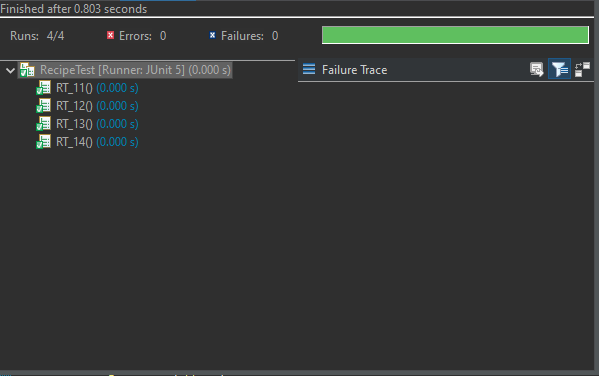 Finished after 0.803 seconds
Runs: 4/4 Errors: 0 Failures: 0
RecipeTest [Runner: JUnit 5] (0.000 s)
Failure Trace
RT_11() (0.000 s)
RT_12() (0.000 s)
RT_13() (0.000 s)
RT_14() (0.000 s)